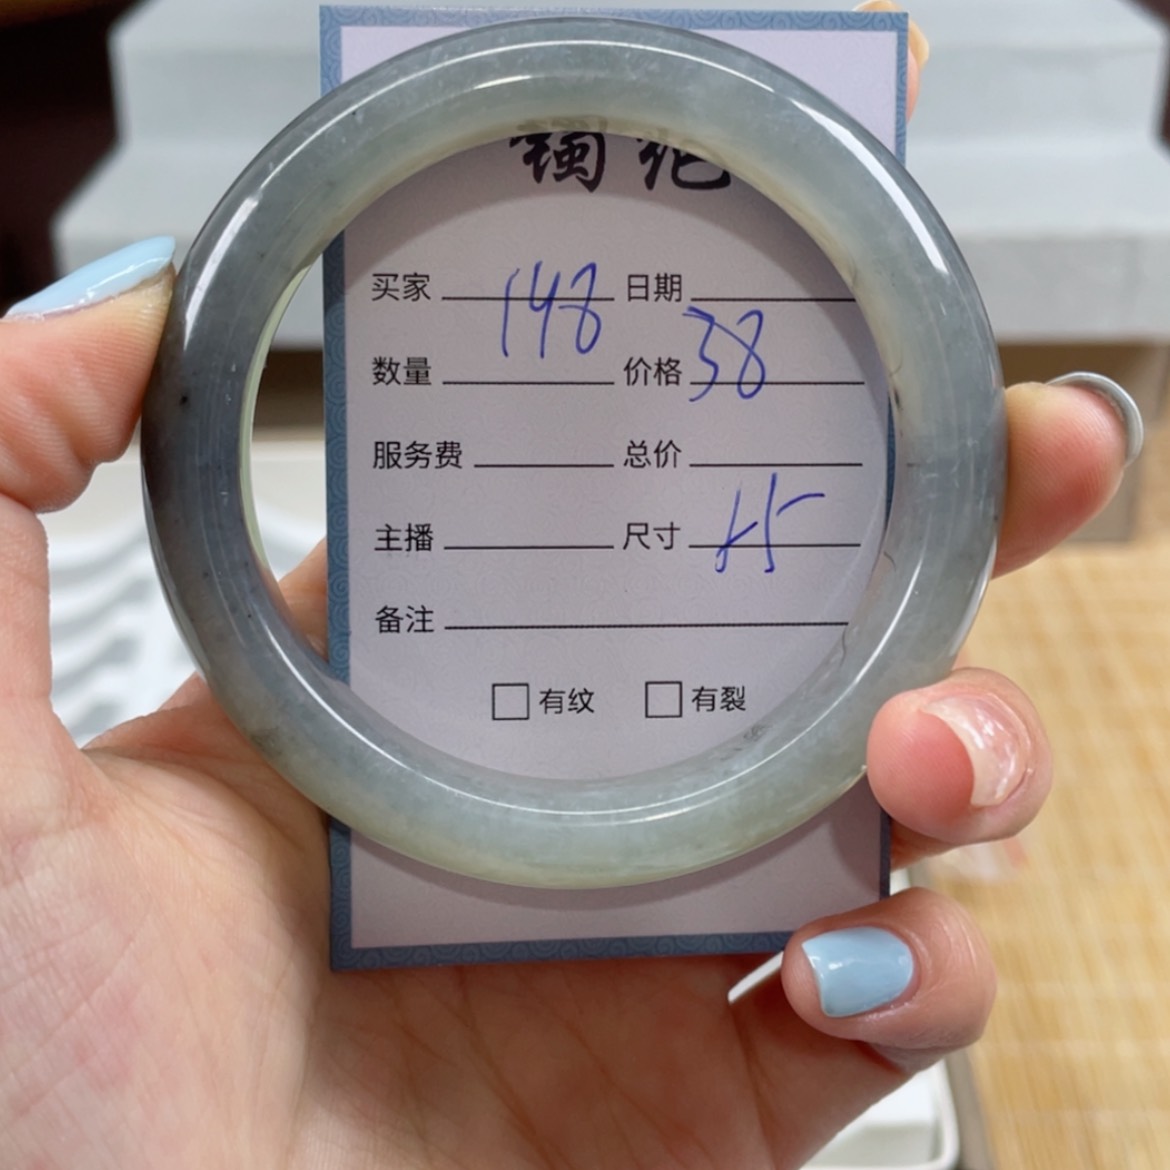 买家 148 日期
数量 价格 38
服务费 总价
主播 尺寸
备注
有纹 有裂